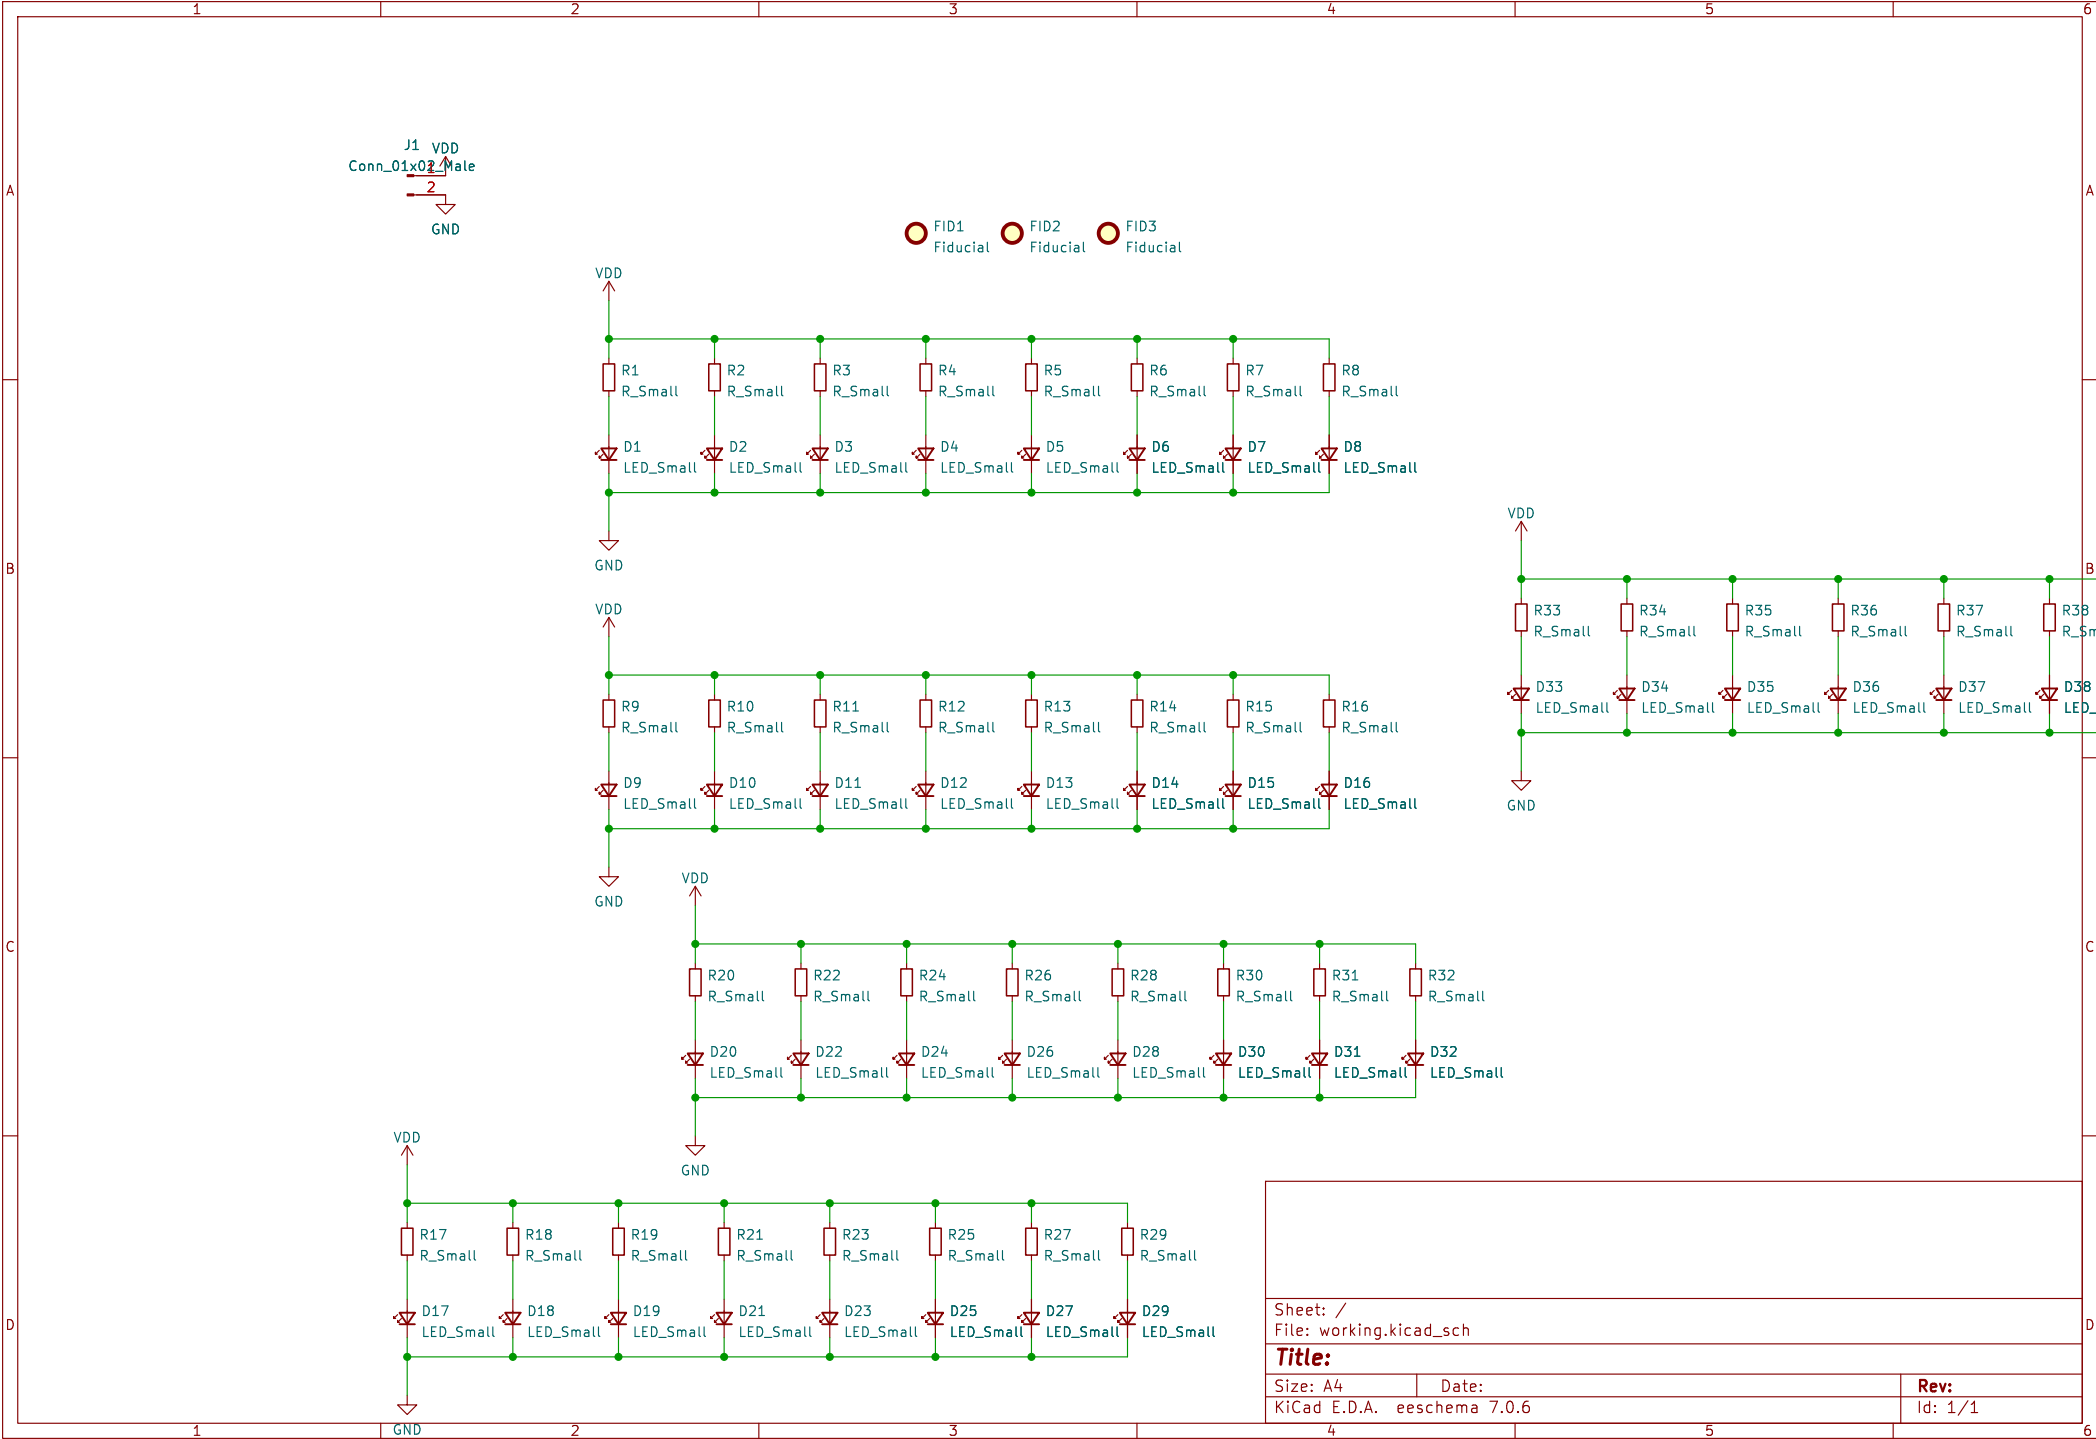 1 2 3 4 5 6
J1
VDD
Conn_01x02_Male
1
2
GND
A A
FID1 FID2 FID3
Fiducial Fiducial Fiducial
VDD
R1 R2 R3 R4 R5 R6 R7 R8
R_Small R_Small R_Small R_Small R_Small R_Small R_Small R_Small
D1 D2 D3 D4 D5 D6 D7 D8
LED_Small LED_Small LED_Small LED_Small LED_Small LED_Small LED_Small LED_Small
GND
VDD
B B
R33 R34 R35 R36 R37 R38
R_Small R_Small R_Small R_Small R_Small R_Sm
D33 D34 D35 D36 D37 D38
LED_Small LED_Small LED_Small LED_Small LED_Small LED_
GND
VDD
R9 R10 R11 R12 R13 R14 R15 R16
R_Small R_Small R_Small R_Small R_Small R_Small R_Small R_Small
D9 D10 D11 D12 D13 D14 D15 D16
LED_Small LED_Small LED_Small LED_Small LED_Small LED_Small LED_Small LED_Small
GND
VDD
C C
R20 R22 R24 R26 R28 R30 R31 R32
R_Small R_Small R_Small R_Small R_Small R_Small R_Small R_Small
D20 D22 D24 D26 D28 D30 D31 D32
LED_Small LED_Small LED_Small LED_Small LED_Small LED_Small LED_Small LED_Small
GND
VDD
R17 R18 R19 R21 R23 R25 R27 R29
R_Small R_Small R_Small R_Small R_Small R_Small R_Small R_Small
D17 D18 D19 D21 D23 D25 D27 D29
LED_Small LED_Small LED_Small LED_Small LED_Small LED_Small LED_Small LED_Small
GND
D D
Sheet: /
File: working.kicad_sch
Title:
Size: A4 Date: Rev:
KiCad E.D.A. eeschema 7.0.6 Id: 1/1
1 2 3 4 5 6